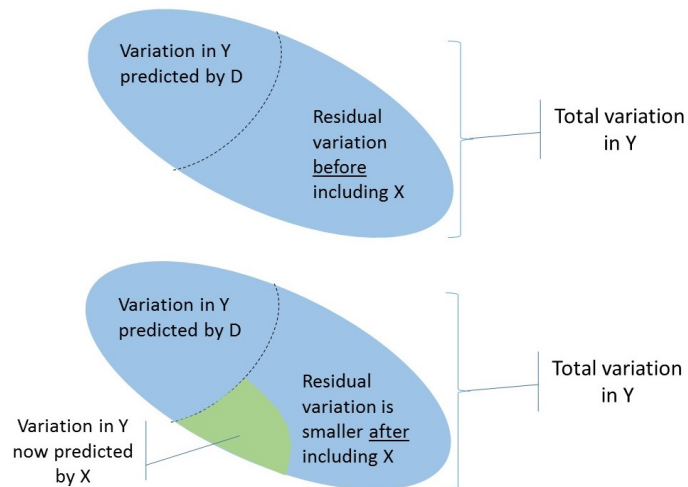 Variation in Y
predicted by D
Residual
variation
before
including X
Total variation
in Y
Variation in Y
predicted by D
Residual
variation is
smaller after
including X
Total variation
in Y
Variation in Y
now predicted
by X